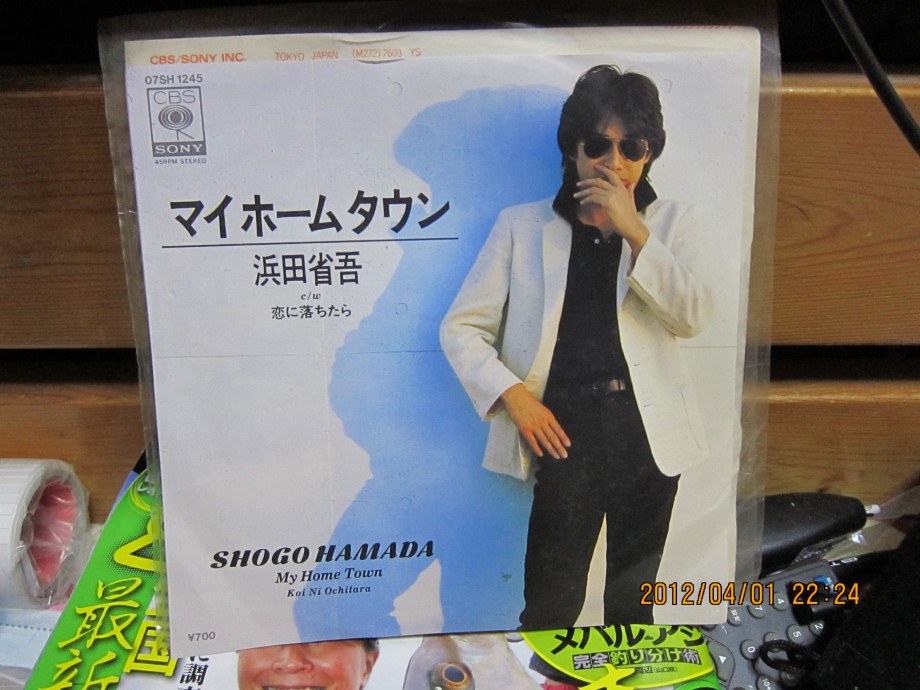 CBS/SONY INC. TOKYO JAPAN (M272) 7603 YS
07SH 1245
CBS
SONY
45RPM STEREO
マイホームタウン
浜田省吾
c/w
恋に落ちたら
SHOGO HAMADA
My Home Town
Koi Ni Ochitara
¥700
2012/04/01 22:24
最新
国
に調
メバル
完全釣り分け術